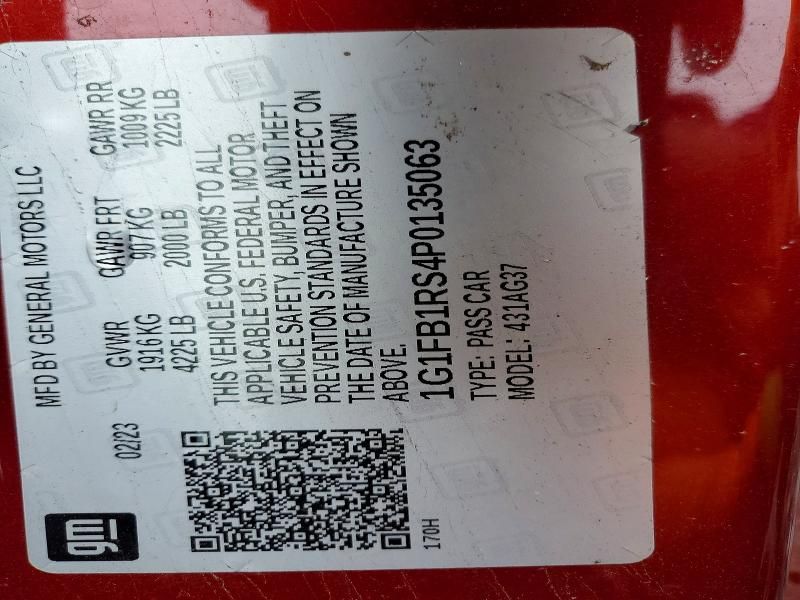 gm
MFD BY GENERAL MOTORS LLC
02/23
GVWR GAWR FRT GAWR RR
1916 KG 907 KG 1009 KG
4225 LB 2000 LB 2225 LB
THIS VEHICLE CONFORMS TO ALL
APPLICABLE U.S. FEDERAL MOTOR
VEHICLE SAFETY, BUMPER, AND THEFT
PREVENTION STANDARDS IN EFFECT ON
THE DATE OF MANUFACTURE SHOWN
ABOVE.
1G1FB1RS4P0135063
TYPE: PASS CAR
MODEL: 431AG37
170H